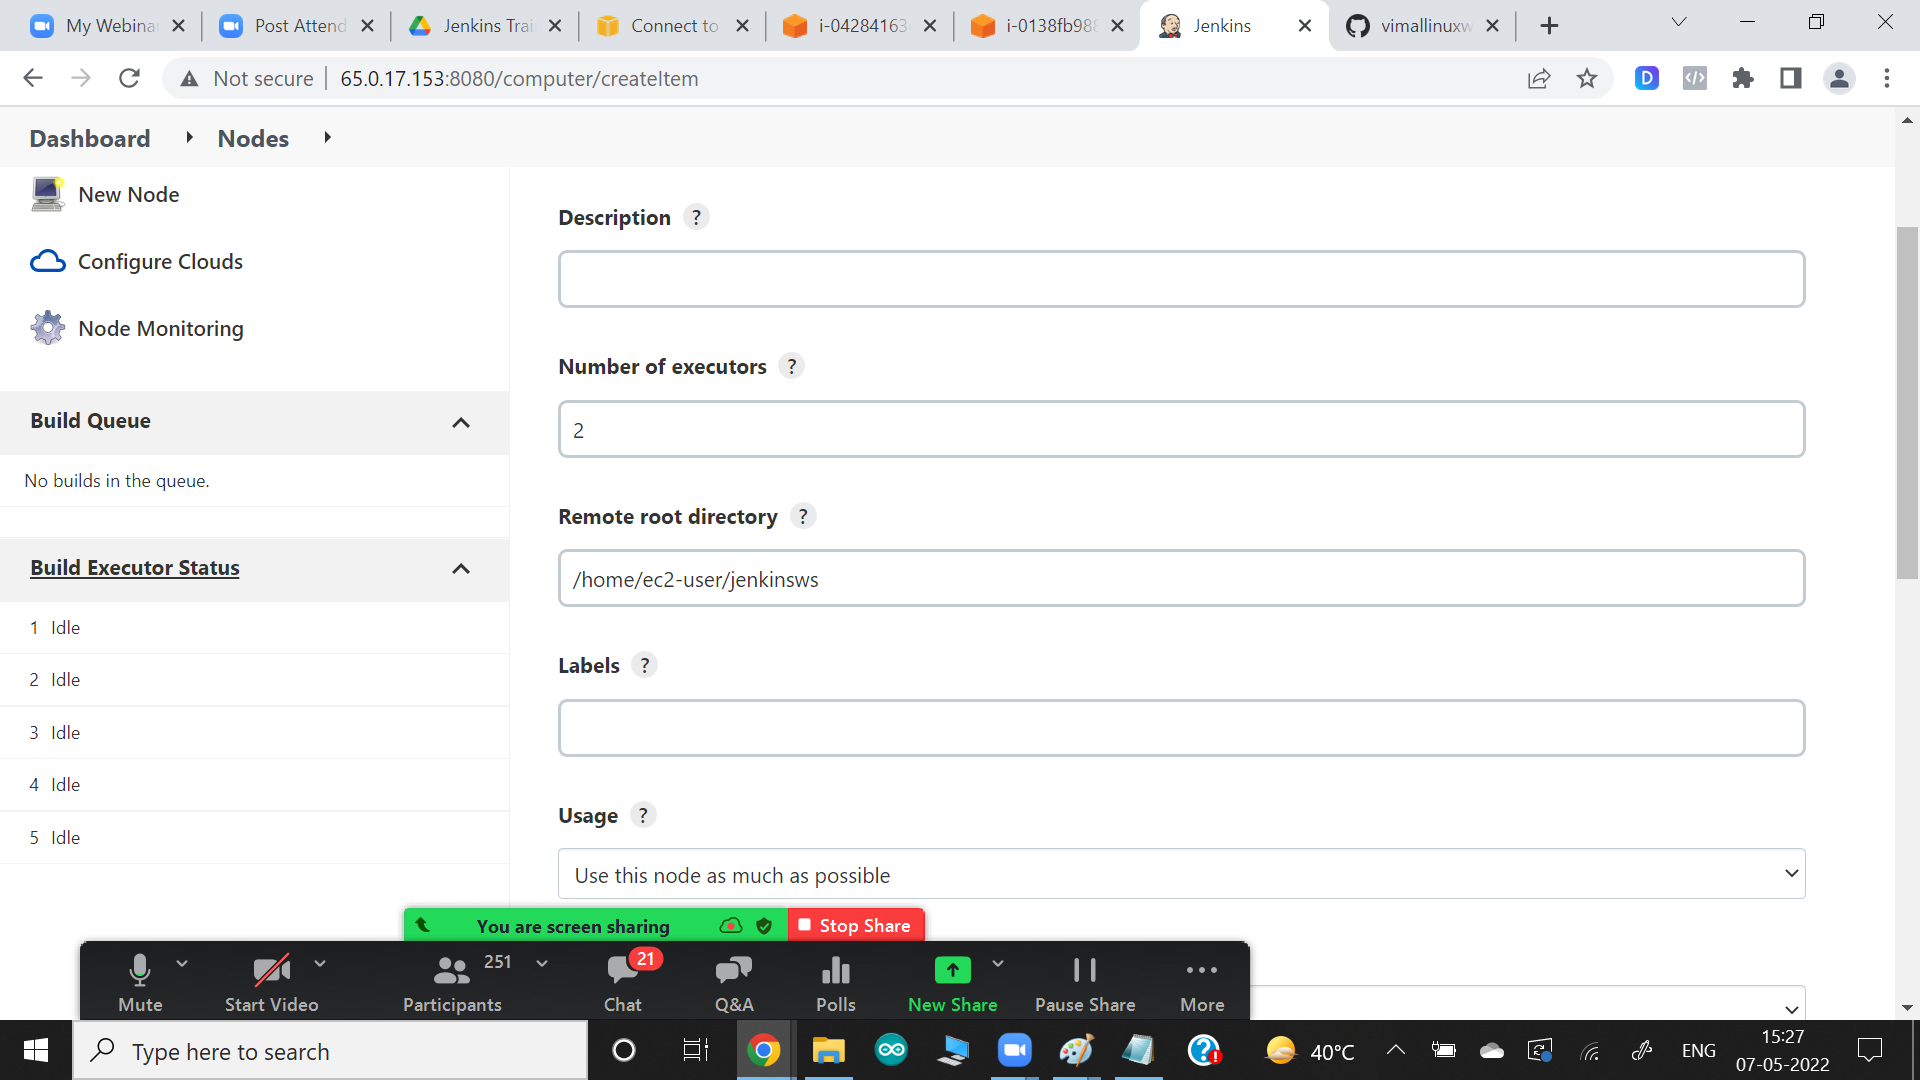 My Webina
Post Attend
Jenkins Trai
Connect to
i-04284163
i-0138fb988
Jenkins
vimallinuxw
Not secure
65.0.17.153:8080/computer/createItem
Dashboard
Nodes
New Node
Configure Clouds
Node Monitoring
Build Queue
No builds in the queue.
Build Executor Status
1 Idle
2 Idle
3 Idle
4 Idle
5 Idle
Description ?
Number of executors ?
2
Remote root directory ?
/home/ec2-user/jenkinsws
Labels ?
Usage ?
Use this node as much as possible
You are screen sharing
Stop Share
Mute
Start Video
251
Participants
21
Chat
Q&A
Polls
New Share
Pause Share
More
Type here to search
40°C
ENG
15:27
07-05-2022